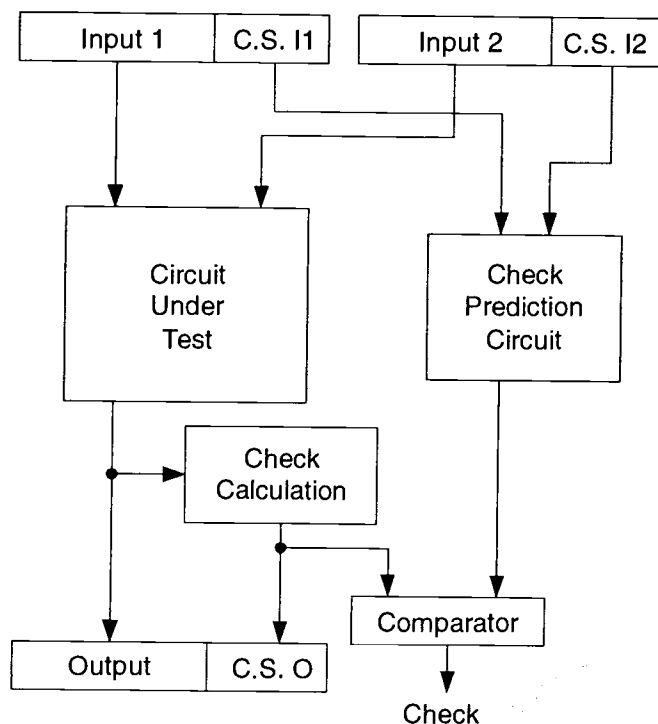 Input 1 C.S. I1 Input 2 C.S. I2
Circuit
Under
Test
Check
Prediction
Circuit
Check
Calculation
Comparator
Output C.S. O
Check